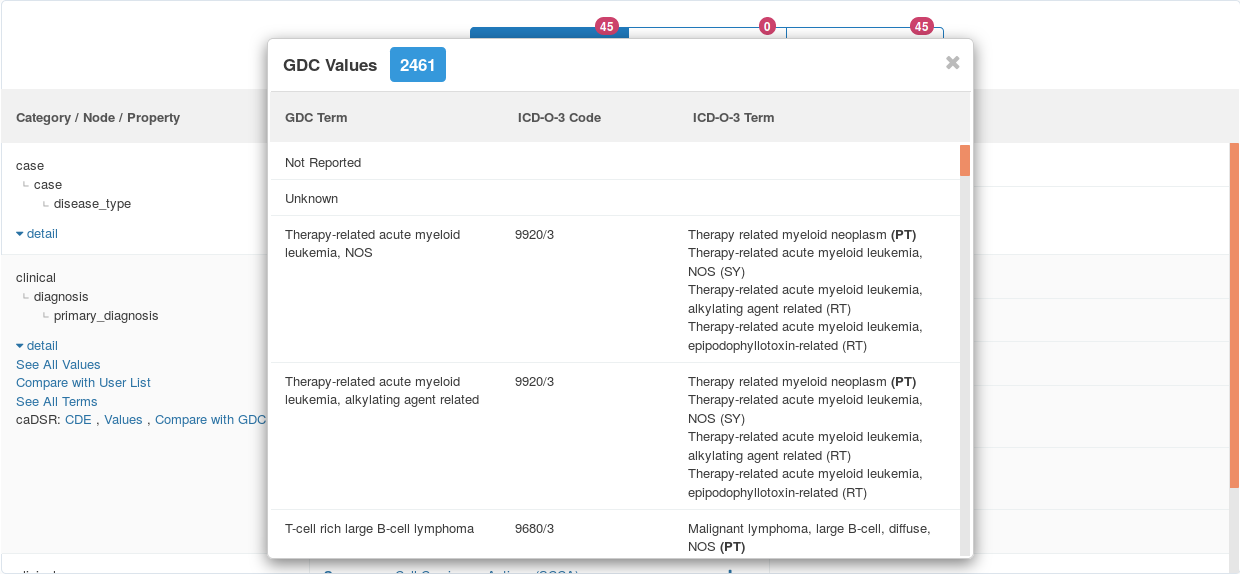 45 0 45
GDC Values 2461
Category / Node / Property
GDC Term ICD-O-3 Code ICD-O-3 Term
case
case
disease_type
detail
clinical
diagnosis
primary_diagnosis
detail
See All Values
Compare with User List
See All Terms
caDSR: CDE , Values , Compare with GDC
Not Reported
Unknown
Therapy-related acute myeloid
leukemia, NOS
9920/3
Therapy related myeloid neoplasm (PT)
Therapy-related acute myeloid leukemia,
NOS (SY)
Therapy-related acute myeloid leukemia,
alkylating agent related (RT)
Therapy-related acute myeloid leukemia,
epipodophyllotoxin-related (RT)
Therapy-related acute myeloid
leukemia, alkylating agent related
9920/3
Therapy related myeloid neoplasm (PT)
Therapy-related acute myeloid leukemia,
NOS (SY)
Therapy-related acute myeloid leukemia,
alkylating agent related (RT)
Therapy-related acute myeloid leukemia,
epipodophyllotoxin-related (RT)
T-cell rich large B-cell lymphoma
9680/3
Malignant lymphoma, large B-cell, diffuse,
NOS (PT)